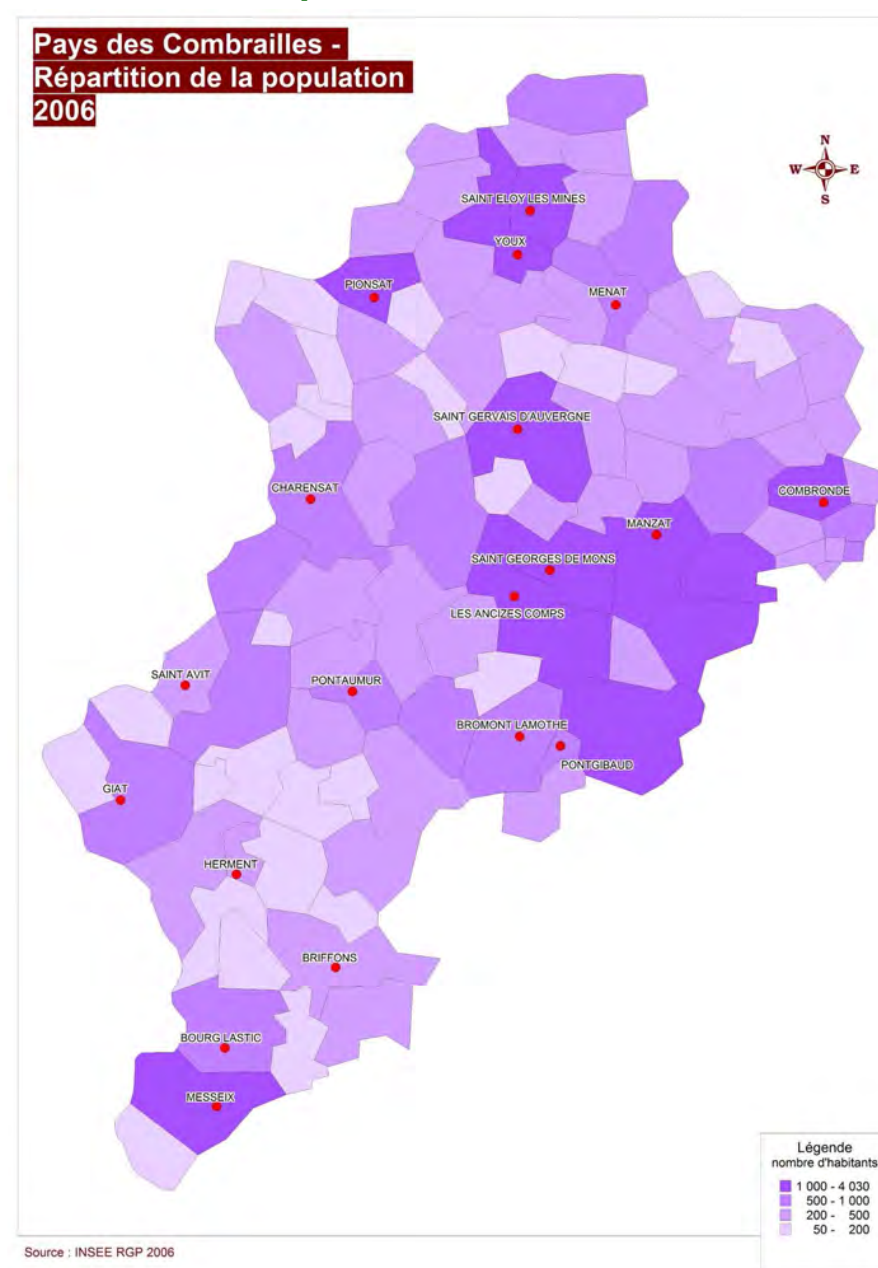 Pays des Combrailles -
Répartition de la population
2006
N
W E
S
SAINT ELOY LES MINES
YOUX
PIONSAT
MENAT
SAINT GERVAIS D'AUVERGNE
CHARENSAT
COMBRONDE
MANZAT
SAINT GEORGES DE MONS
LES ANCIZES COMPS
SAINT AVIT
PONTAUMUR
BROMONT LAMOTHE
PONTGIBAUD
GIAT
HERMENT
BRIFFONS
BOURG LASTIC
MESSEIX
Légende
nombre d'habitants
1 000 - 4 030
500 - 1 000
200 - 500
50 - 200
Source : INSEE RGP 2006